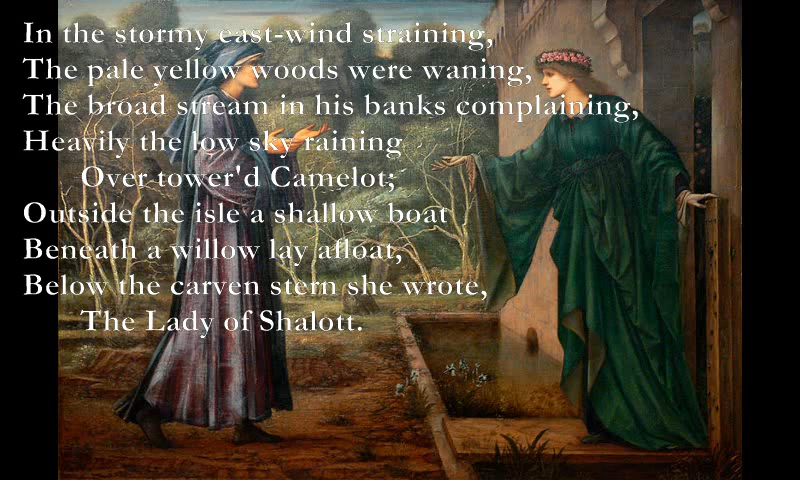 In the stormy east-wind straining,
The pale yellow woods were waning,
The broad stream in his banks complaining,
Heavily the low sky raining
Over tower'd Camelot;
Outside the isle a shallow boat
Beneath a willow lay afloat,
Below the carven stern she wrote,
The Lady of Shalott.